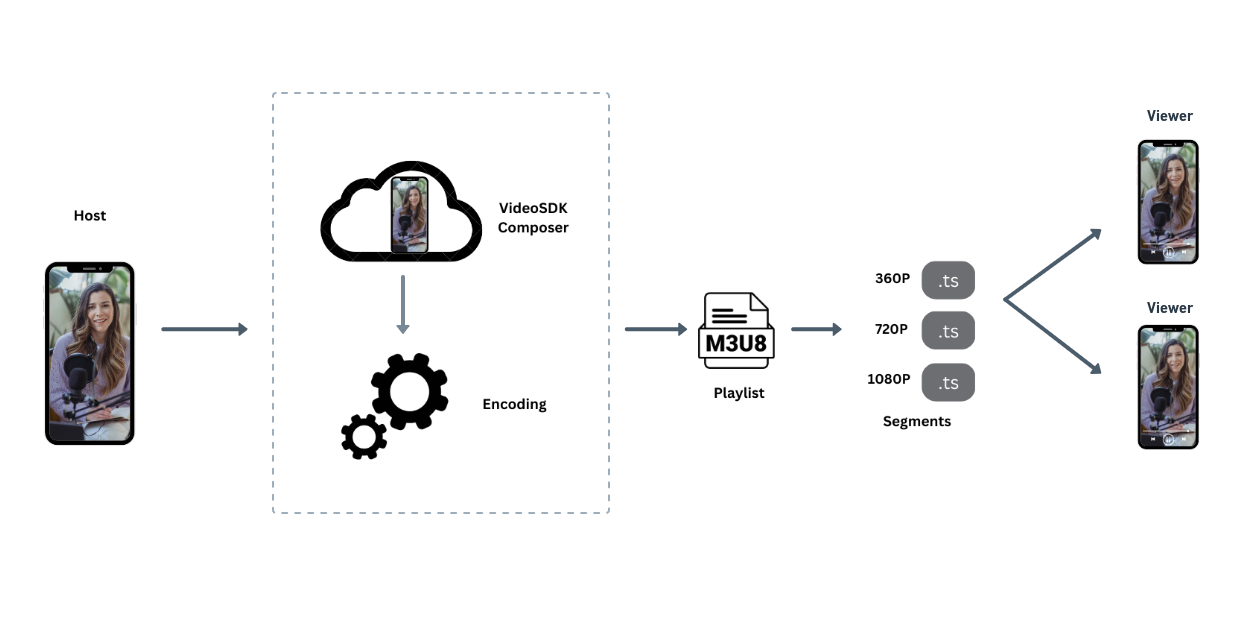 Host
VideoSDK
Composer
Encoding
M3U8
Playlist
360P .ts
720P .ts
1080P .ts
Segments
Viewer
Viewer